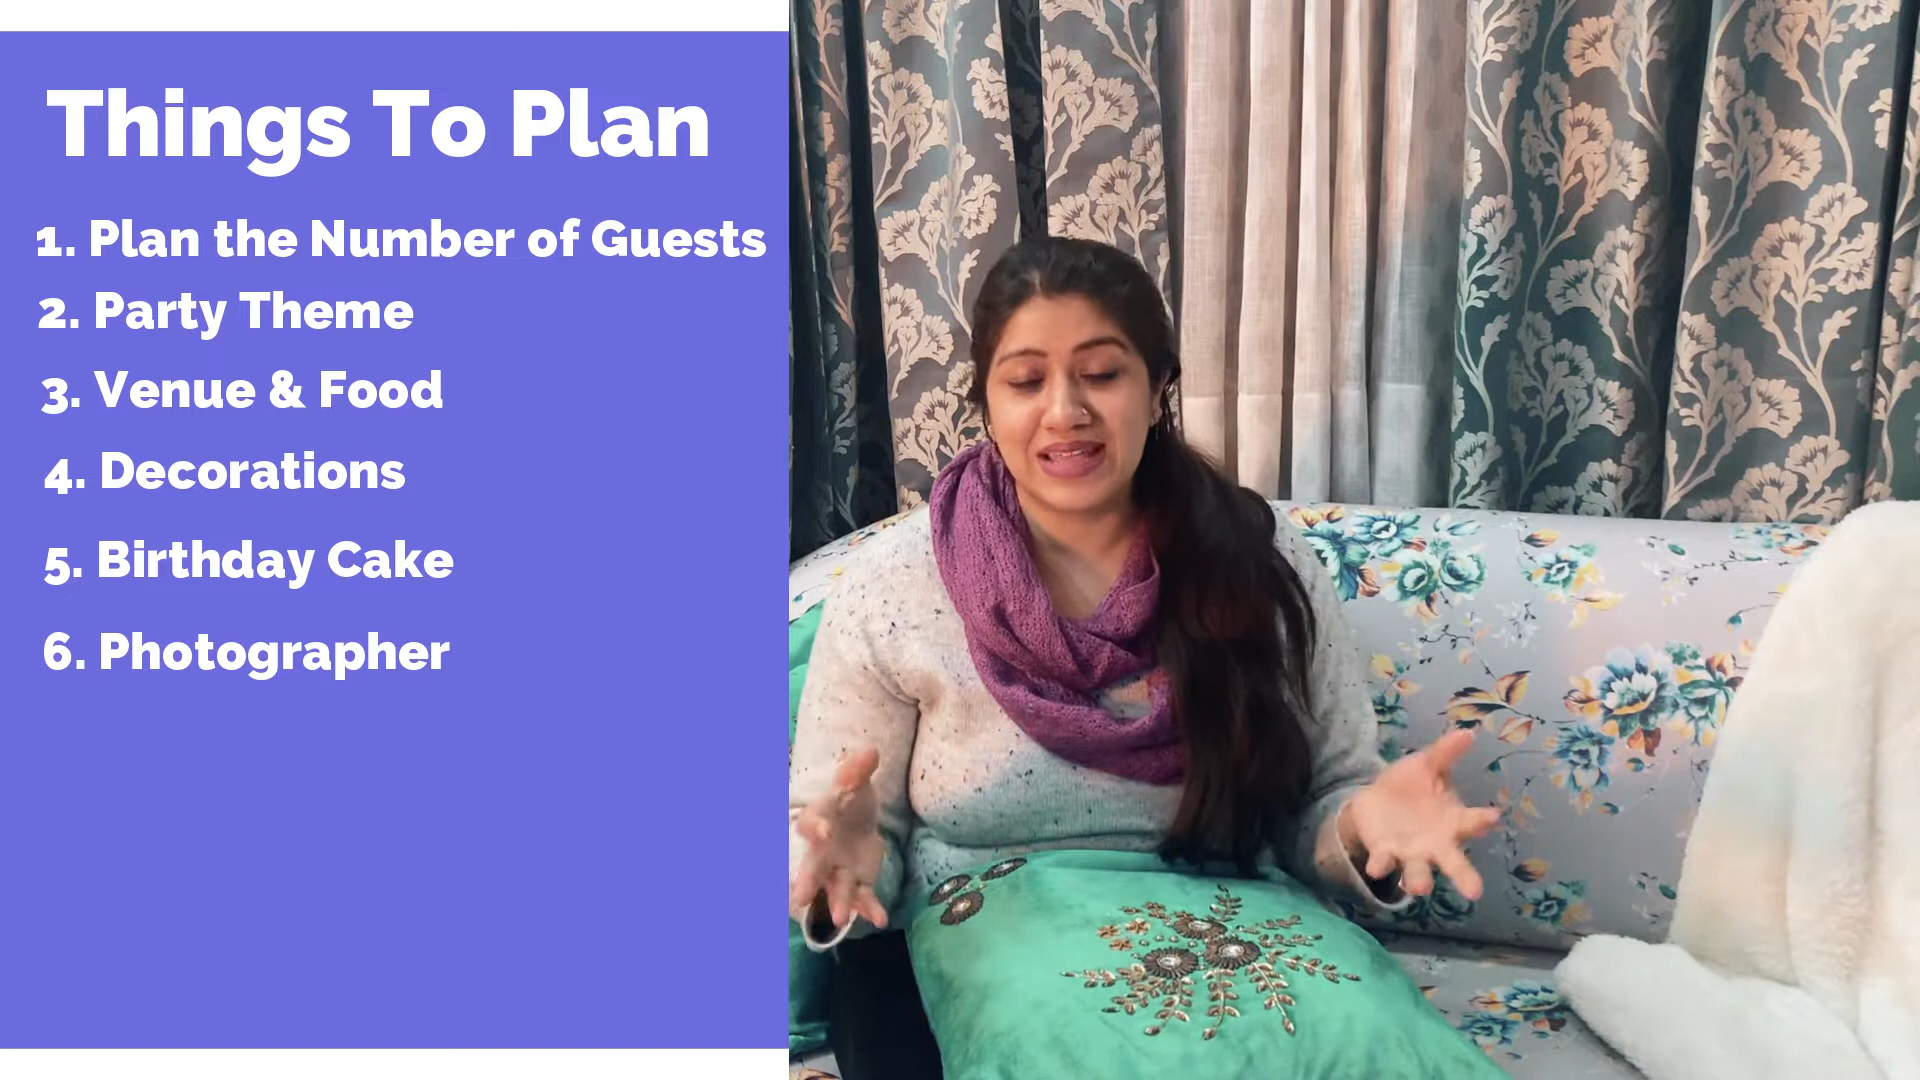 Things To Plan
1. Plan the Number of Guests
2. Party Theme
3. Venue & Food
4. Decorations
5. Birthday Cake
6. Photographer